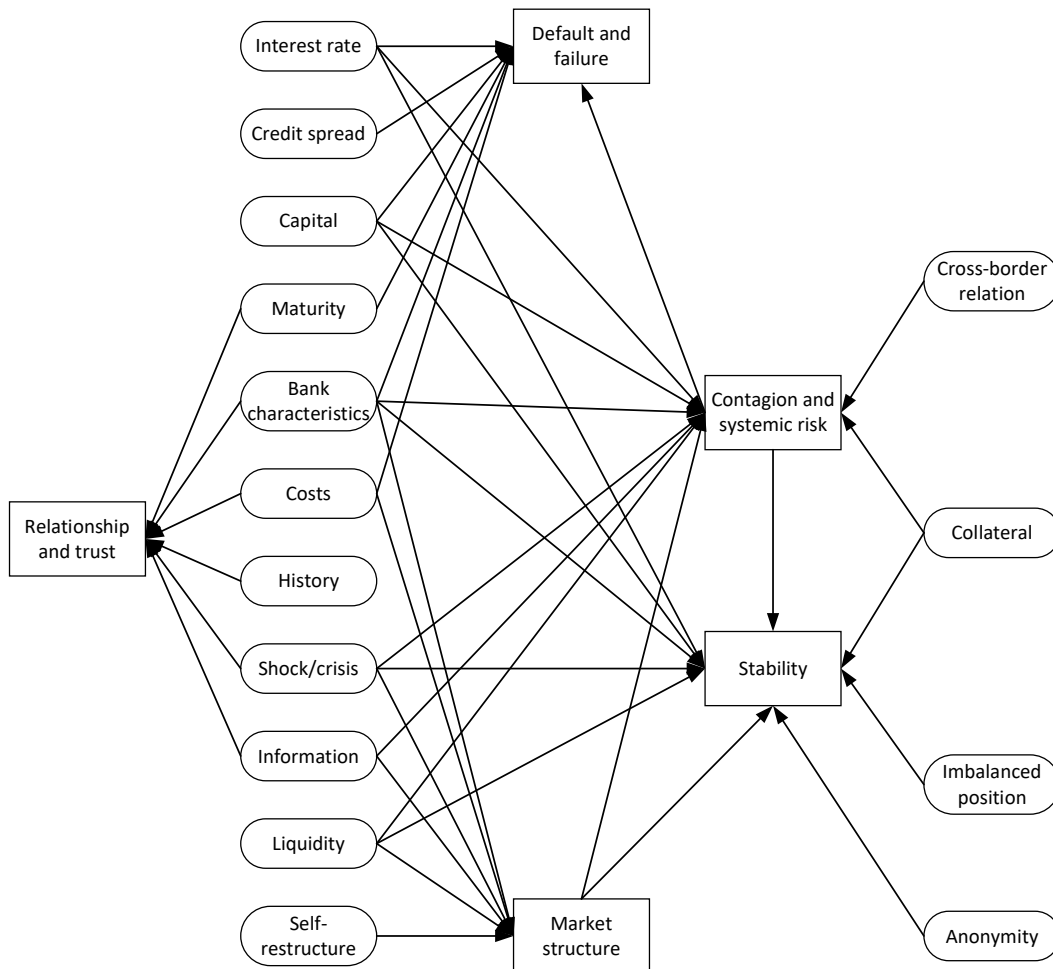 Interest rate
Default and
failure
Credit spread
Capital
Cross-border
relation
Maturity
Bank
characteristics
Contagion and
systemic risk
Costs
Relationship
and trust
Collateral
History
Shock/crisis
Stability
Information
Imbalanced
position
Liquidity
Self-
restructure
Market
structure
Anonymity